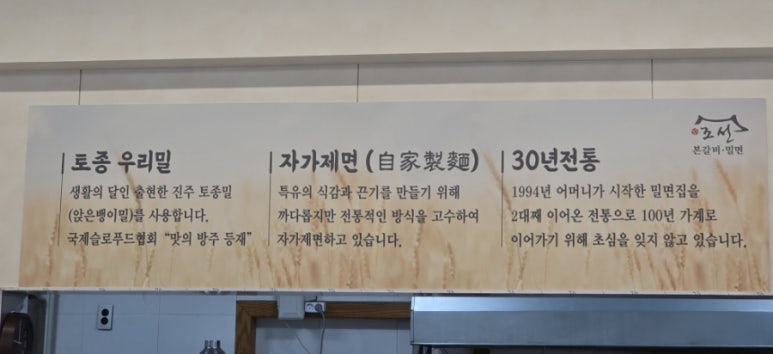 조선
본갈비·밀면
토종 우리밀
생활의 달인 출현한 진주 토종밀
(앉은뱅이밀)를 사용합니다.
국제슬로푸드협회 “맛의 방주 등재”
자가제면 (自家製麵)
특유의 식감과 끈기를 만들기 위해
까다롭지만 전통적인 방식을 고수하여
자가제면하고 있습니다.
30년전통
1994년 어머니가 시작한 밀면집을
2대째 이어온 전통으로 100년 가게로
이어가기 위해 초심을 잊지 않고 있습니다.